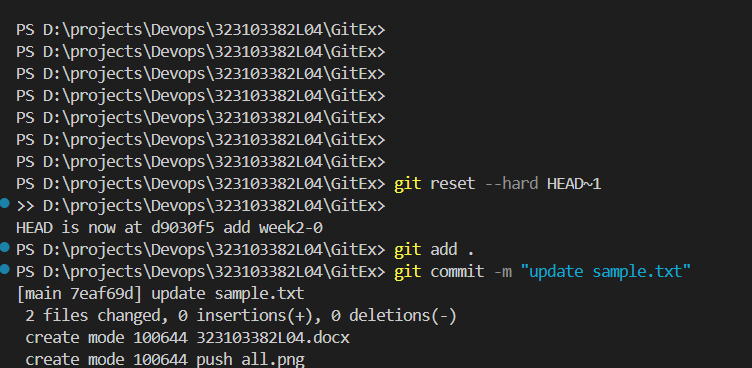 PS D:\projects\Devops\323103382L04\GitEx>
PS D:\projects\Devops\323103382L04\GitEx>
PS D:\projects\Devops\323103382L04\GitEx>
PS D:\projects\Devops\323103382L04\GitEx>
PS D:\projects\Devops\323103382L04\GitEx>
PS D:\projects\Devops\323103382L04\GitEx>
PS D:\projects\Devops\323103382L04\GitEx>
PS D:\projects\Devops\323103382L04\GitEx> git reset --hard HEAD~1
>> D:\projects\Devops\323103382L04\GitEx>
HEAD is now at d9030f5 add week2-0
PS D:\projects\Devops\323103382L04\GitEx> git add .
PS D:\projects\Devops\323103382L04\GitEx> git commit -m "update sample.txt"
[main 7eaf69d] update sample.txt
2 files changed, 0 insertions(+), 0 deletions(-)
create mode 100644 323103382L04.docx
create mode 100644 push all.png